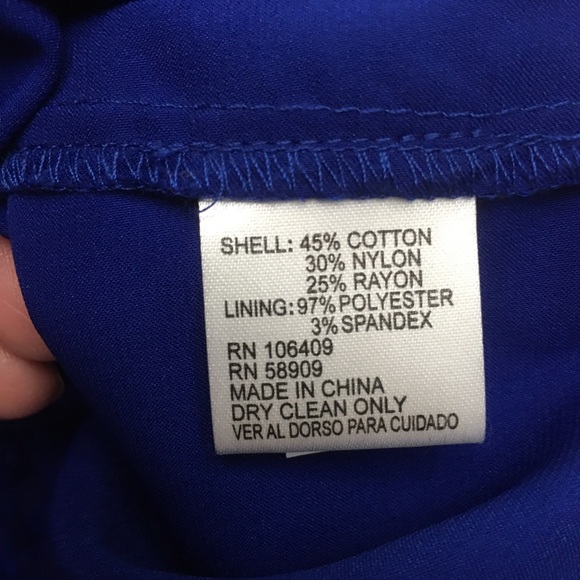 SHELL: 45% COTTON
30% NYLON
25% RAYON
LINING:97%POLYESTER
3%SPANDEX
RN 106409
RN 58909
MADE IN CHINA
DRY CLEAN ONLY
VER AL DORSO PARA CUIDADO